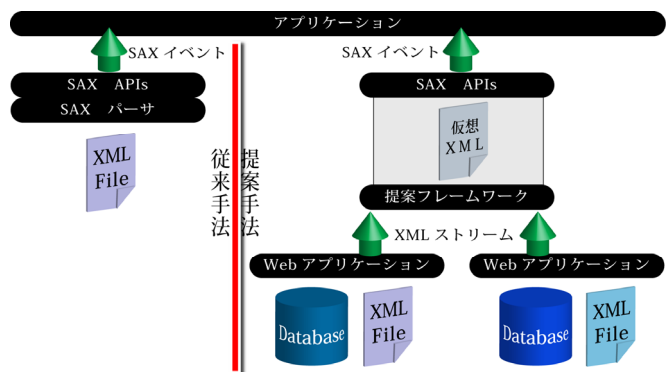 アプリケーション
SAX イベント
SAX APIs
SAX パーサ
XML
File
従来手法
提案手法
SAX イベント
SAX APIs
仮想
XML
提案フレームワーク
XML ストリーム
Web アプリケーション
Database
XML
File
Web アプリケーション
Database
XML
File